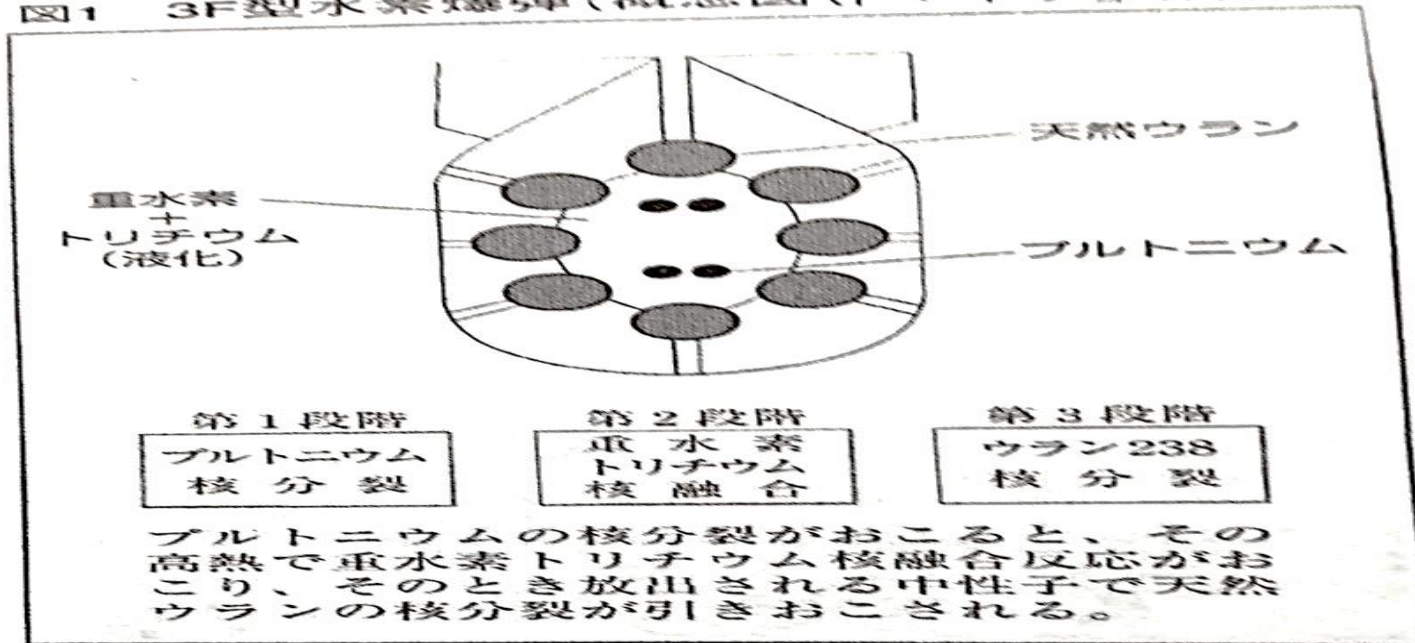 図1 3F型水素爆弾(概念図)
天然ウラン
重水素
+
トリチウム
(液化)
プルトニウム
第1段階
プルトニウム
核分裂
第2段階
重水素
トリチウム
核融合
第3段階
ウラン238
核分裂
プルトニウムの核分裂がおこると、その
高熱で重水素トリチウム核融合反応がお
こり、そのとき放出される中性子で天然
ウランの核分裂が引きおこされる。